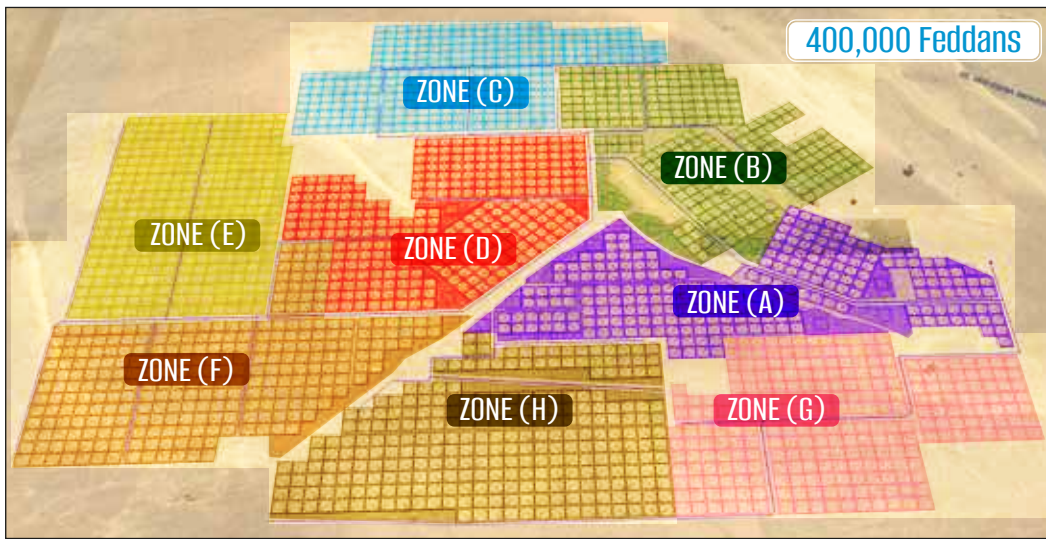 400,000 Feddans
ZONE (C)
ZONE (B)
ZONE (E)
ZONE (D)
ZONE (A)
ZONE (F)
ZONE (H)
ZONE (G)